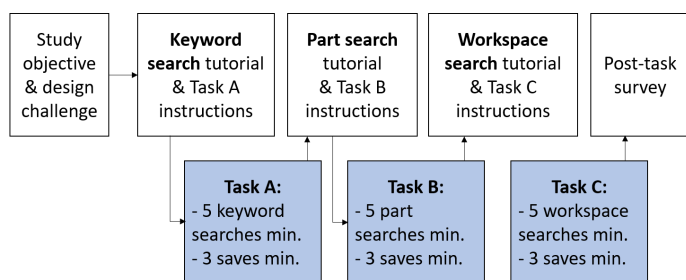 Study
objective
& design
challenge
Keyword
search tutorial
& Task A
instructions
Part search
tutorial
& Task B
instructions
Workspace
search tutorial
& Task C
instructions
Post-task
survey
Task A:
- 5 keyword
searches min.
- 3 saves min.
Task B:
- 5 part
searches min.
- 3 saves min.
Task C:
- 5 workspace
searches min.
- 3 saves min.